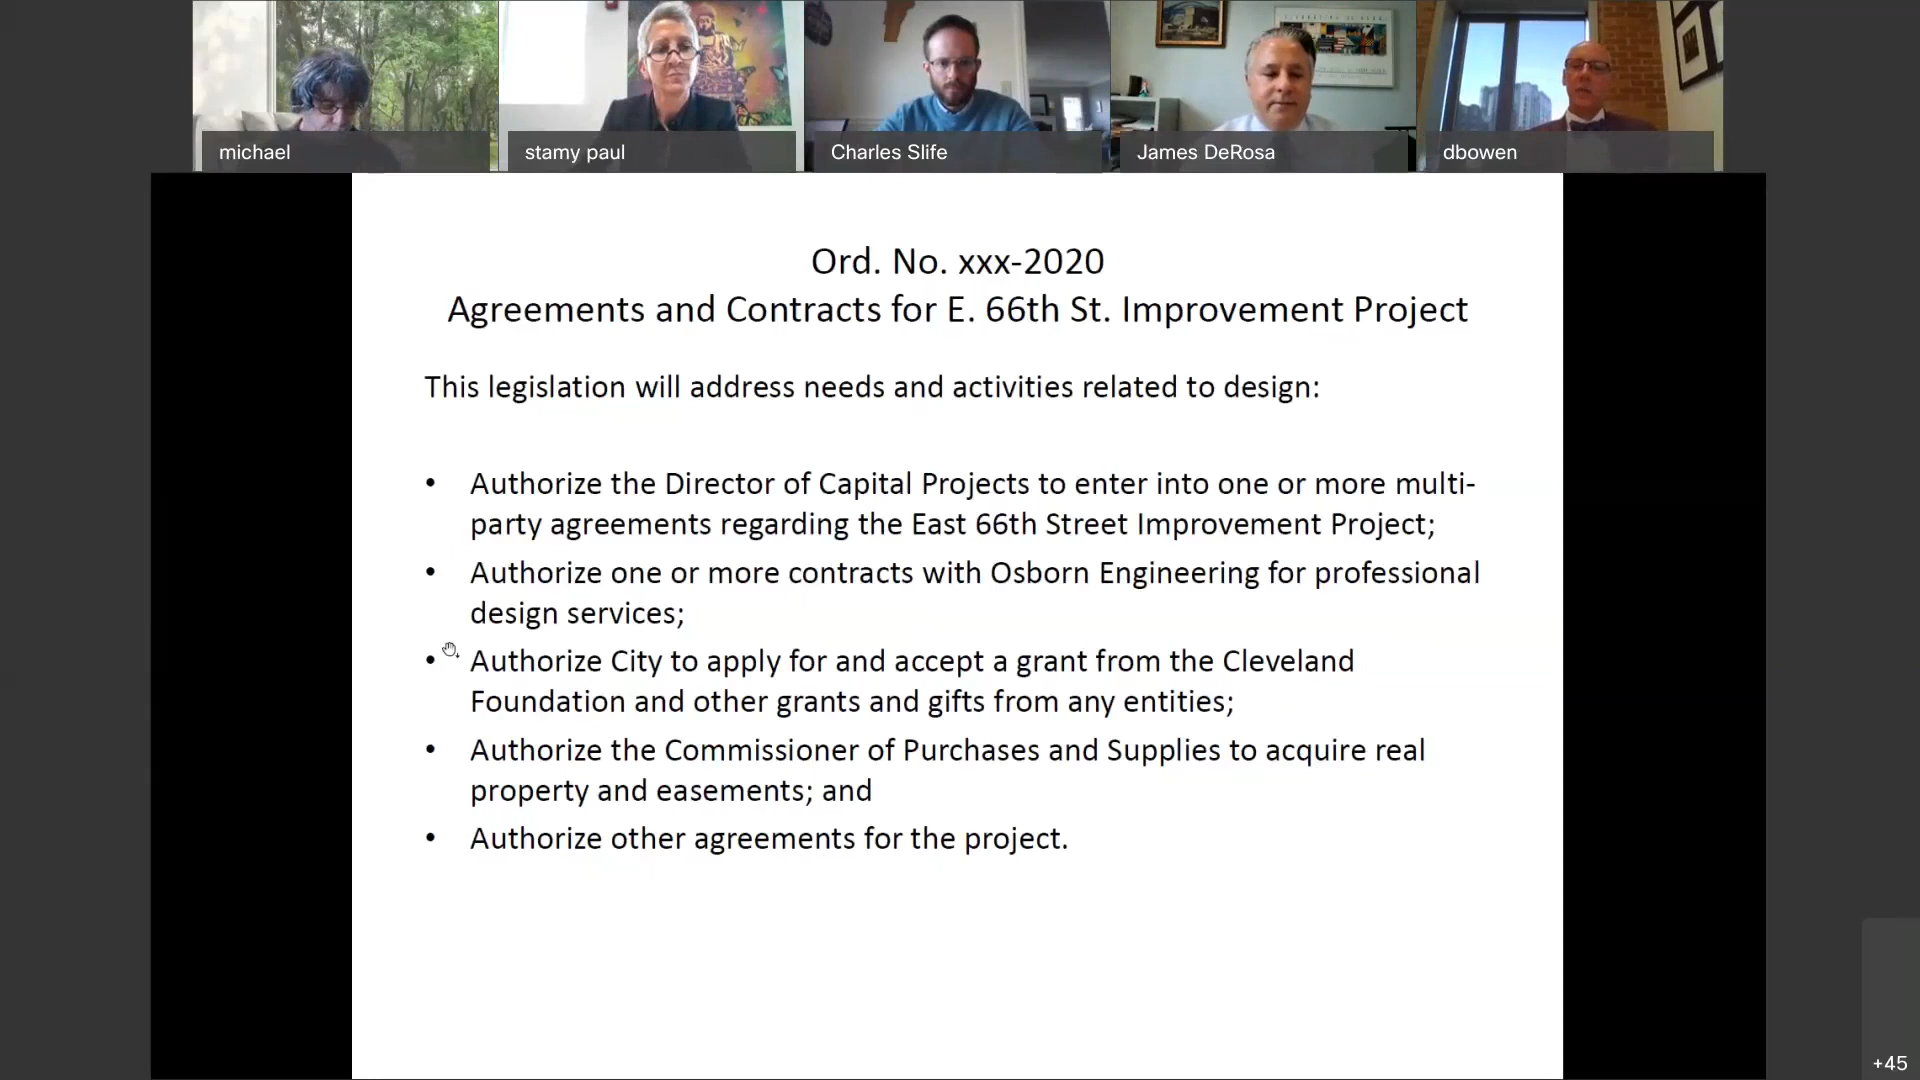 michael
stamy paul
Charles Slife
James DeRosa
dbowen
Ord. No. xxx-2020
Agreements and Contracts for E. 66th St. Improvement Project
This legislation will address needs and activities related to design:
• Authorize the Director of Capital Projects to enter into one or more multi-
party agreements regarding the East 66th Street Improvement Project;
• Authorize one or more contracts with Osborn Engineering for professional
design services;
• Authorize City to apply for and accept a grant from the Cleveland
Foundation and other grants and gifts from any entities;
• Authorize the Commissioner of Purchases and Supplies to acquire real
property and easements; and
• Authorize other agreements for the project.
+45